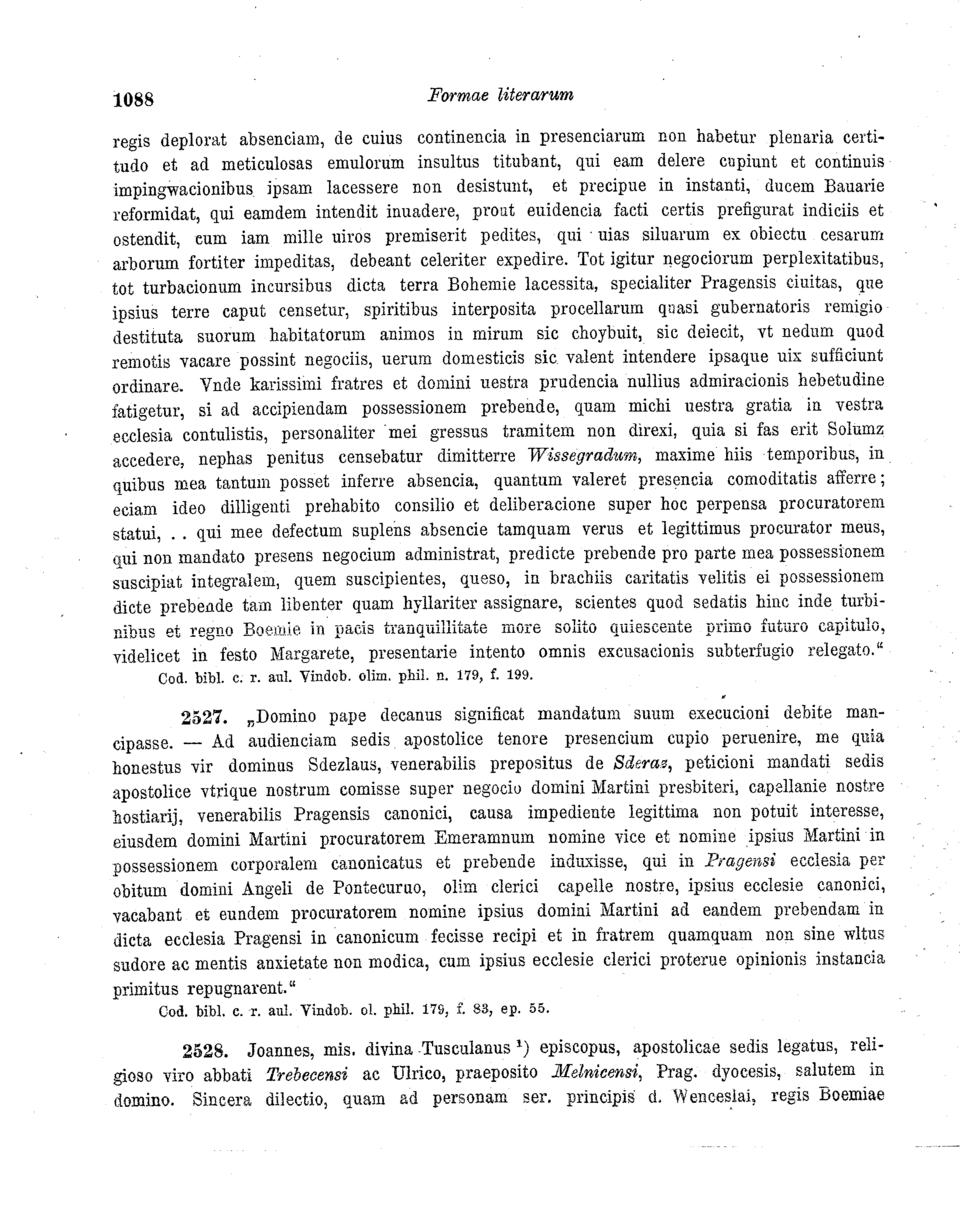 1088
Formae literarum
regis deplorat absenciam, de cuius continencia in presenciarum non habetur plenaria certi-
tudo et ad meticulosas emulorum insultus titubant, qui eam delere cupiunt et continuis
impingwacionibus ipsam lacessere non desistunt, et precipue in instanti, ducem Bauarie
reformidat, qui eamdem intendit inuadere, prout euidencia facti certis prefigurat indiciis et
ostendit, cum iam mille uiros premiserit pedites, qui uias siluarum ex obiectu cesarum
arborum fortiter impeditas, debeant celeriter expedire. Tot igitur negociorum perplexitatibus,
tot turbacionum incursibus dicta terra Bohemie lacessita, specialiter Pragensis ciuitas, que
ipsius terre caput censetur, spiritibus interposita procellarum quasi gubernatoris remigio
destituta suorum habitatorum animos in mirum sic choybuit, sic deiecit, vt nedum quod
remotis vacare possint negociis, uerum domesticis sic valent intendere ipsaque uix sufficiunt
ordinare. Vnde karissimi fratres et domini uestra prudencia nullius admiracionis hebetudine
fatigetur, si ad accipiendam possessionem prebende, quam michi uestra gratia in vestra
ecclesia contulistis, personaliter mei gressus tramitem non direxi, quia si fas erit Solumz
accedere, nephas penitus censebatur dimitterre Wissegradum, maxime hiis temporibus, in
quibus mea tantum posset inferre absencia, quantum valeret presencia comoditatis afferre;
eciam ideo dilligenti prehabito consilio et deliberacione super hoc perpensa procuratorem
statui, . . qui mee defectum suplens absencie tamquam verus et legittimus procurator meus,
qui non mandato presens negocium administrat, predicte prebende pro parte mea possessionem
suscipiat integralem, quem suscipientes, queso, in brachiis caritatis velitis ei possessionem
dicte prebende tam libenter quam hyllariter assignare, scientes quod sedatis hinc inde turbi-
nibus et regno Boemie in pacis tranquillitate more solito quiescente primo futuro capitulo,
videlicet in festo Margarete, presentarie intento omnis excusacionis subterfugio relegato.“
Cod. bibl. c. r. aul. Vindob. olim. phil. n. 179, f. 199.
2527. „Domino pape decanus significat mandatum suum execucioni debite man-
cipasse. — Ad audienciam sedis apostolice tenore presencium cupio peruenire, me quia
honestus vir dominus Sdezlaus, venerabilis prepositus de Sderaz, peticioni mandati sedis
apostolice vtrique nostrum comisse super negocio domini Martini presbiteri, capellanie nostre
hostiarij, venerabilis Pragensis canonici, causa impediente legittima non potuit interesse,
eiusdem domini Martini procuratorem Emeramnum nomine vice et nomine ipsius Martini in
possessionem corporalem canonicatus et prebende induxisse, qui in Pragensi ecclesia per
obitum domini Angeli de Pontecuruo, olim clerici capelle nostre, ipsius ecclesie canonici,
vacabant et eundem procuratorem nomine ipsius domini Martini ad eandem prebendam in
dicta ecclesia Pragensi in canonicum fecisse recipi et in fratrem quamquam non sine wltus
sudore ac mentis anxietate non modica, cum ipsius ecclesie clerici proterue opinionis instancia
primitus repugnarent.“
Cod. bibl. c. r. aul. Vindob. ol. phil. 179, f. 83, ep. 55.
2528. Joannes, mis. divina Tusculanus ¹) episcopus, apostolicae sedis legatus, reli-
gioso viro abbati Trebecensi ac Ulrico, praeposito Melnicensi, Prag. dyocesis, salutem in
domino. Sincera dilectio, quam ad personam ser. principis d. Wenceslai, regis Boemiae